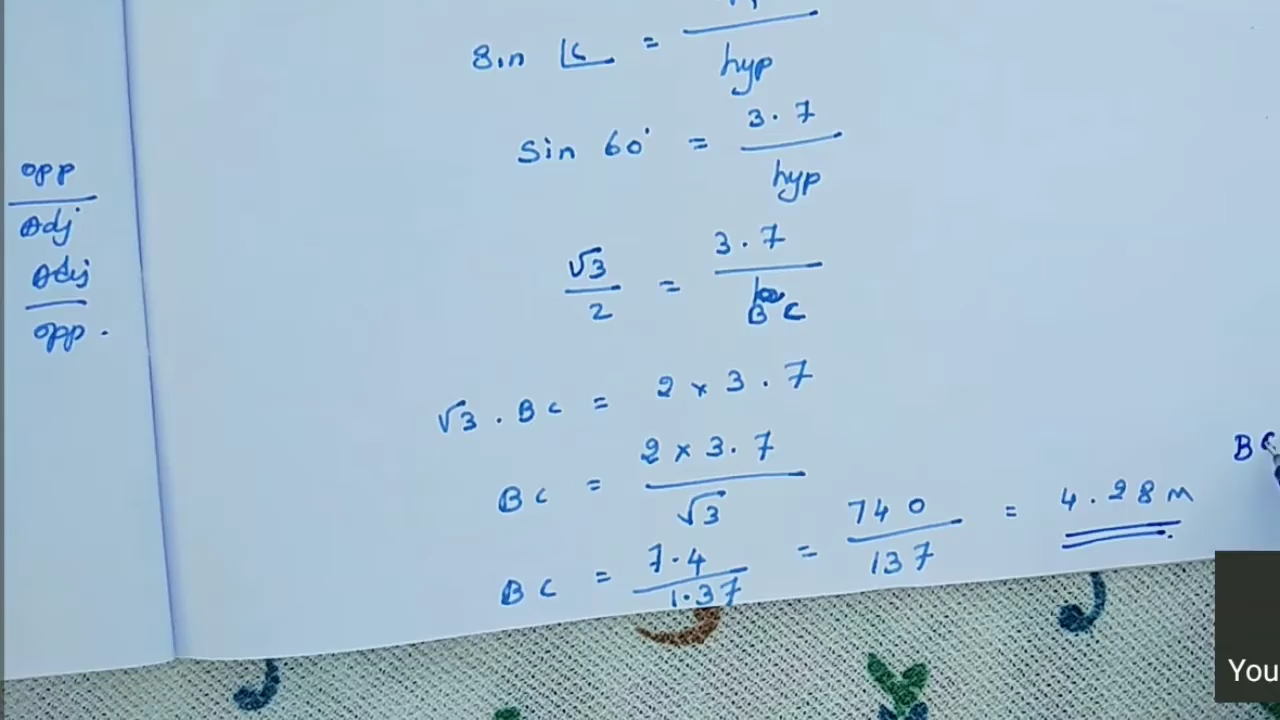 opp
Adj
Adj
opp.
Sin ∠C = / hyp
Sin 60° = 3.7 / hyp
√3 / 2 = 3.7 / BC
√3 . BC = 2 × 3.7
BC = 2 × 3.7 / √3
BC = 7.4 / 1.37 = 740 / 137 = 4.28 m
BC
You